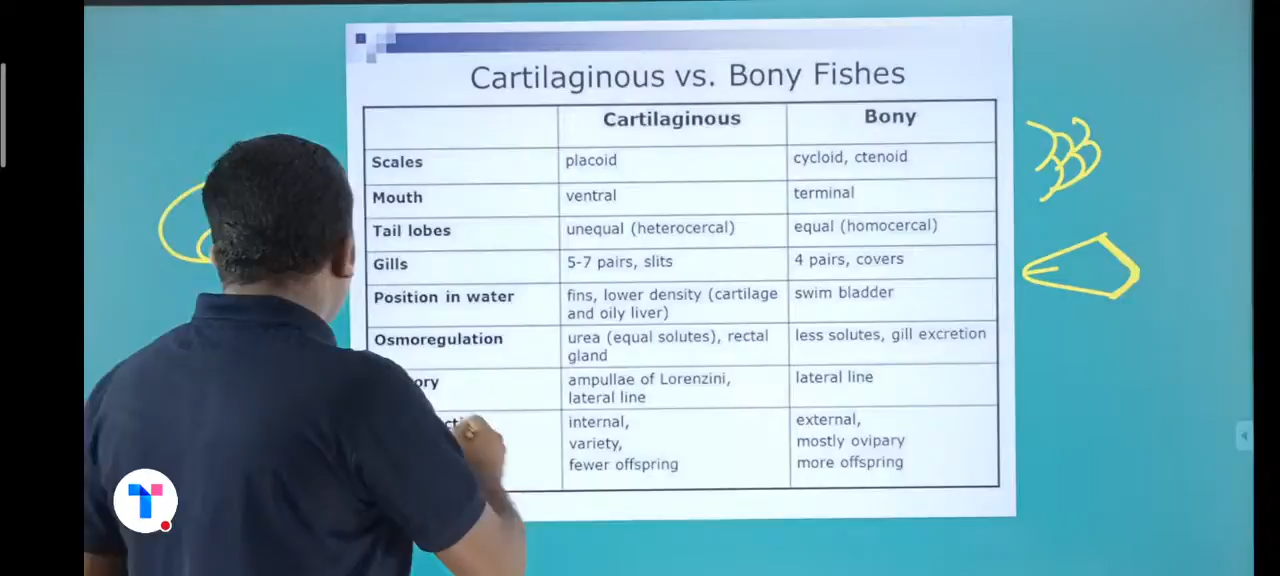 Cartilaginous vs. Bony Fishes
Cartilaginous Bony
Scales placoid cycloid, ctenoid
Mouth ventral terminal
Tail lobes unequal (heterocercal) equal (homocercal)
Gills 5-7 pairs, slits 4 pairs, covers
Position in water fins, lower density (cartilage swim bladder
and oily liver)
Osmoregulation urea (equal solutes), rectal less solutes, gill excretion
gland
ampullae of Lorenzini, lateral line
lateral line
internal, external,
variety, mostly ovipary
fewer offspring more offspring